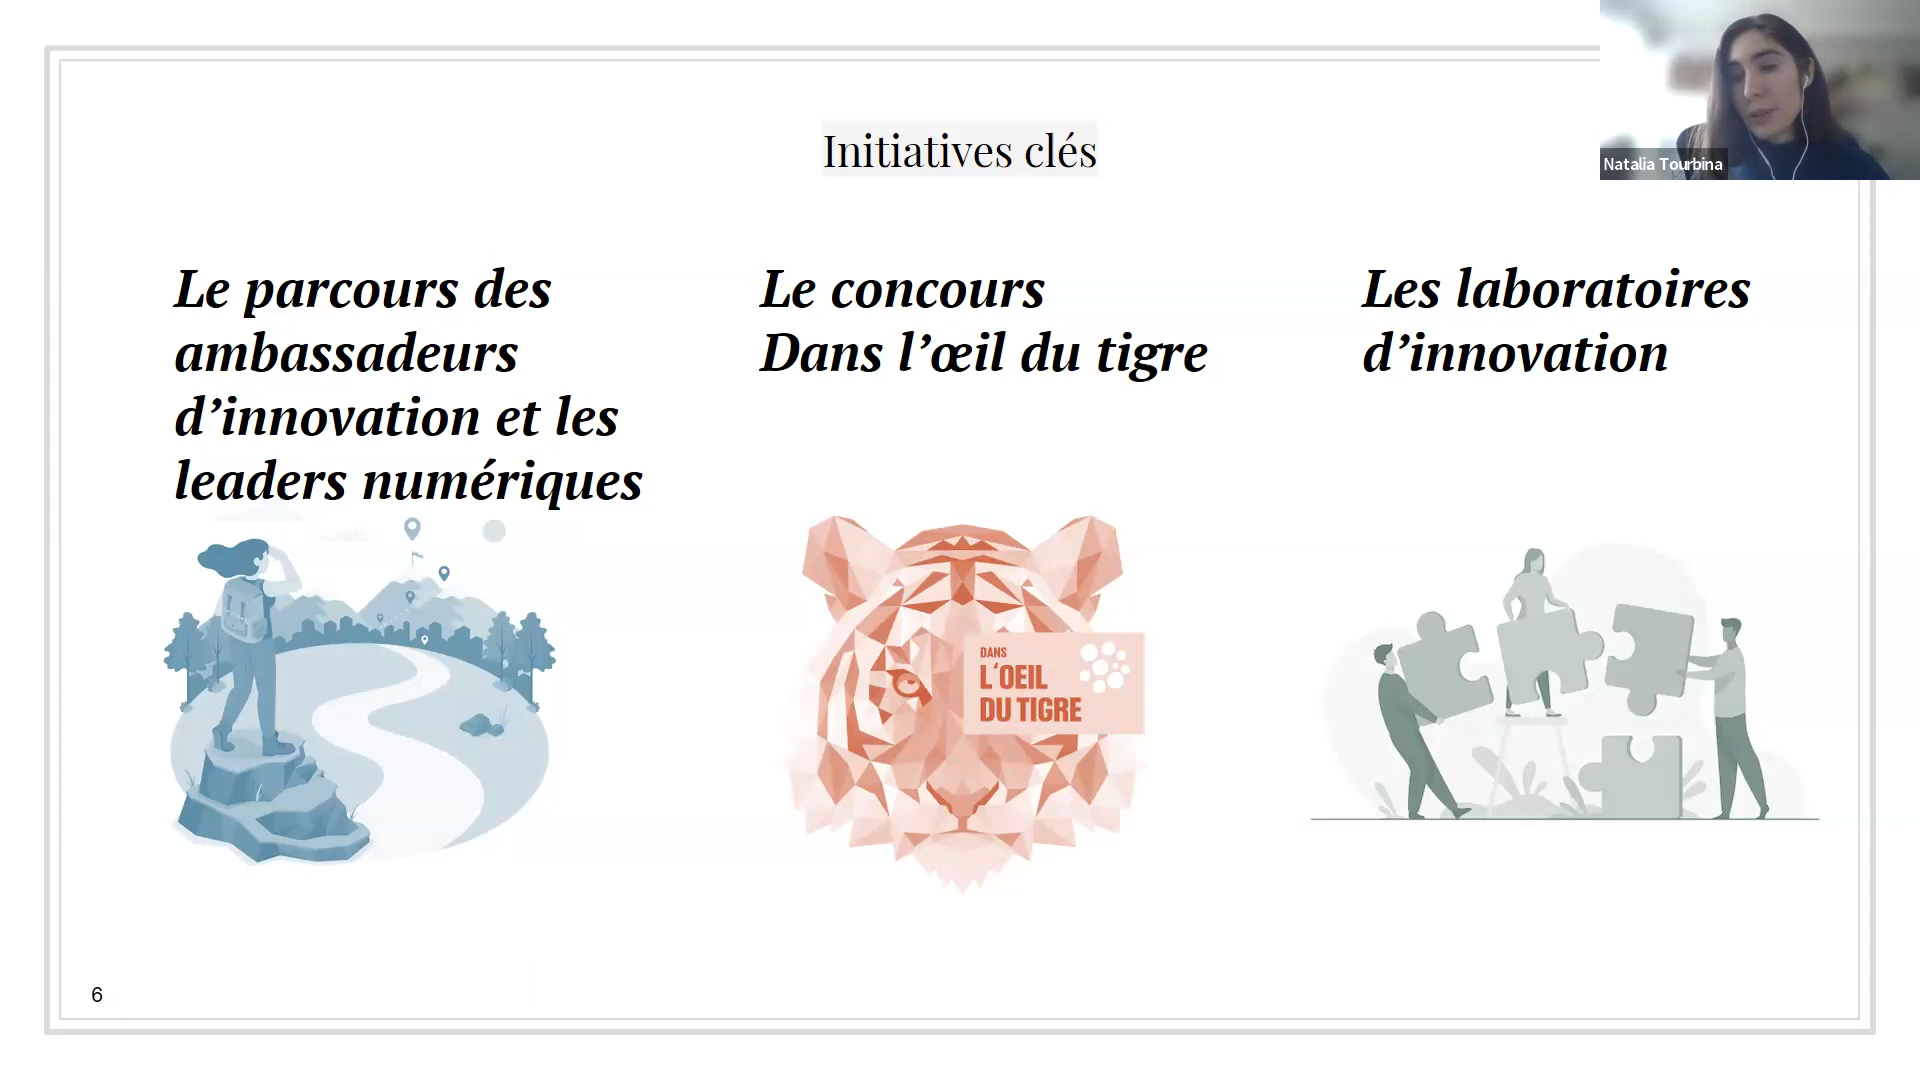 Natalia Tourbina
Initiatives clés
Le parcours des
ambassadeurs
d’innovation et les
leaders numériques
Le concours
Dans l’œil du tigre
Les laboratoires
d’innovation
DANS
L'OEIL
DU TIGRE
6